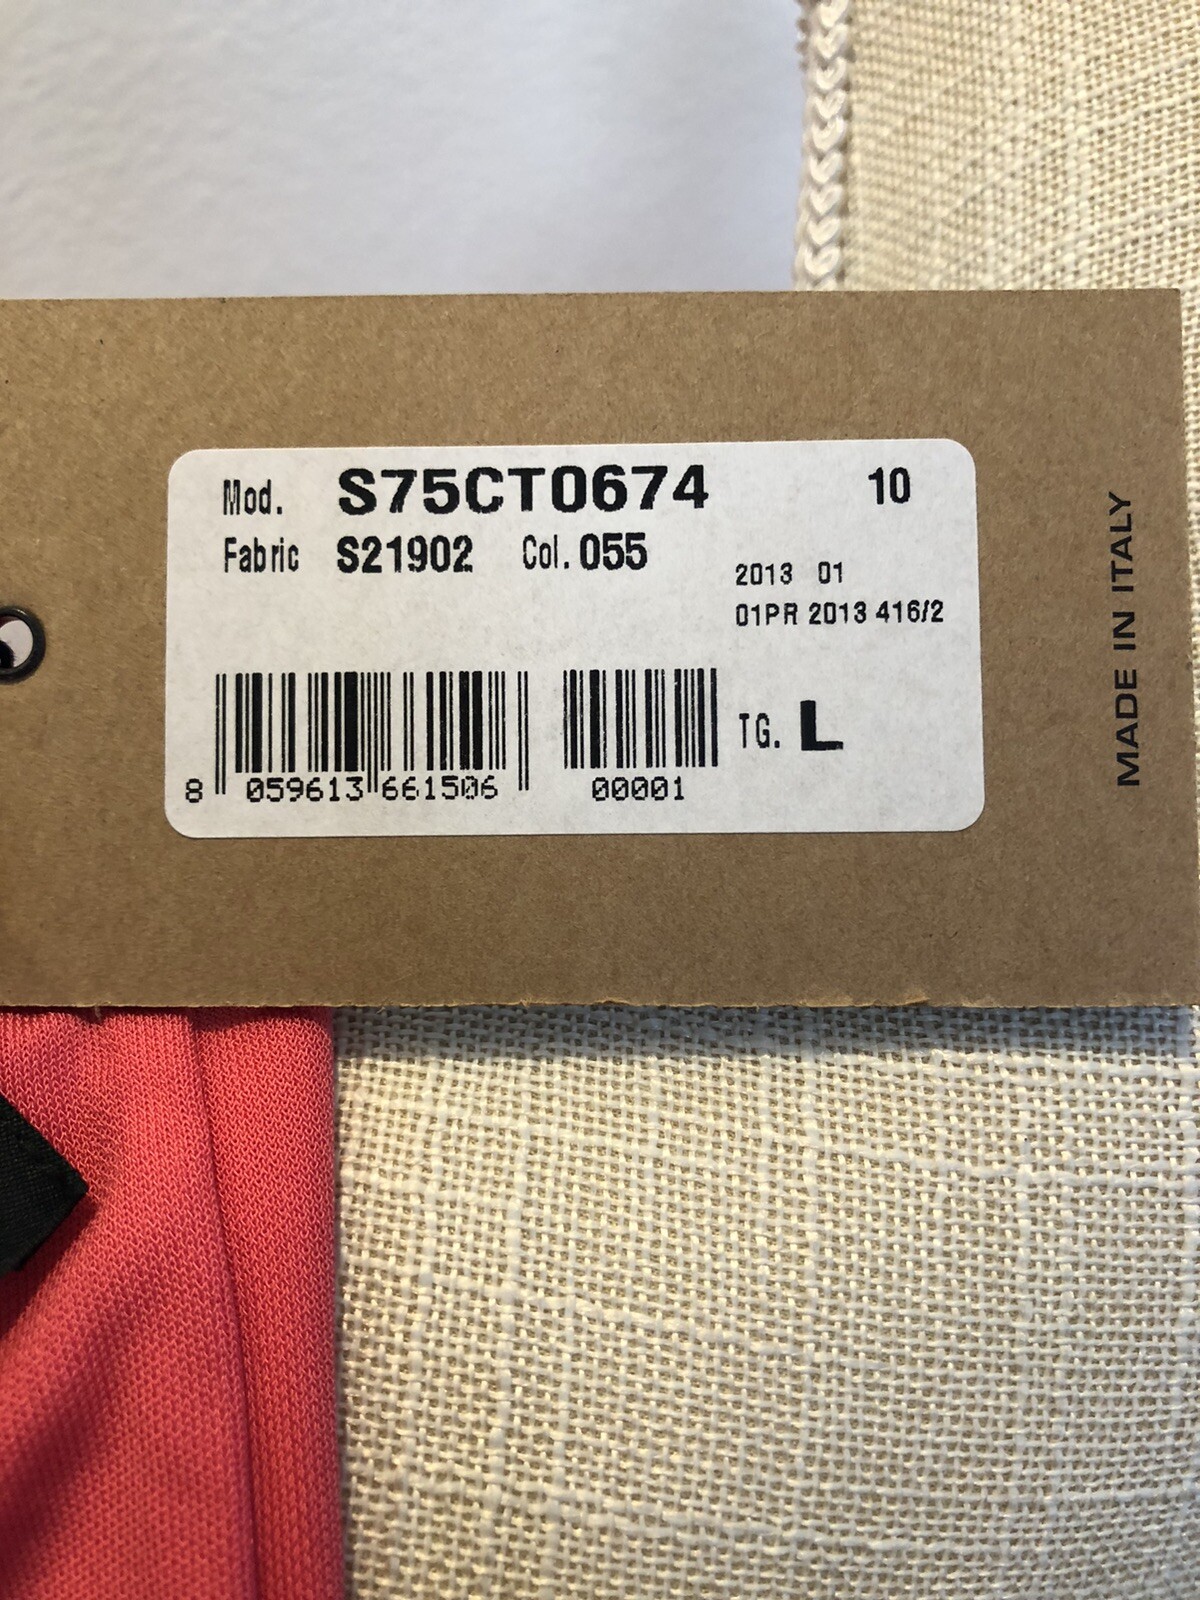 Mod. S75CT0674 10
Fabric S21902 Col. 055
2013 01
01PR 2013 416/2
TG. L
8 059613 661506 00001
MADE IN ITALY